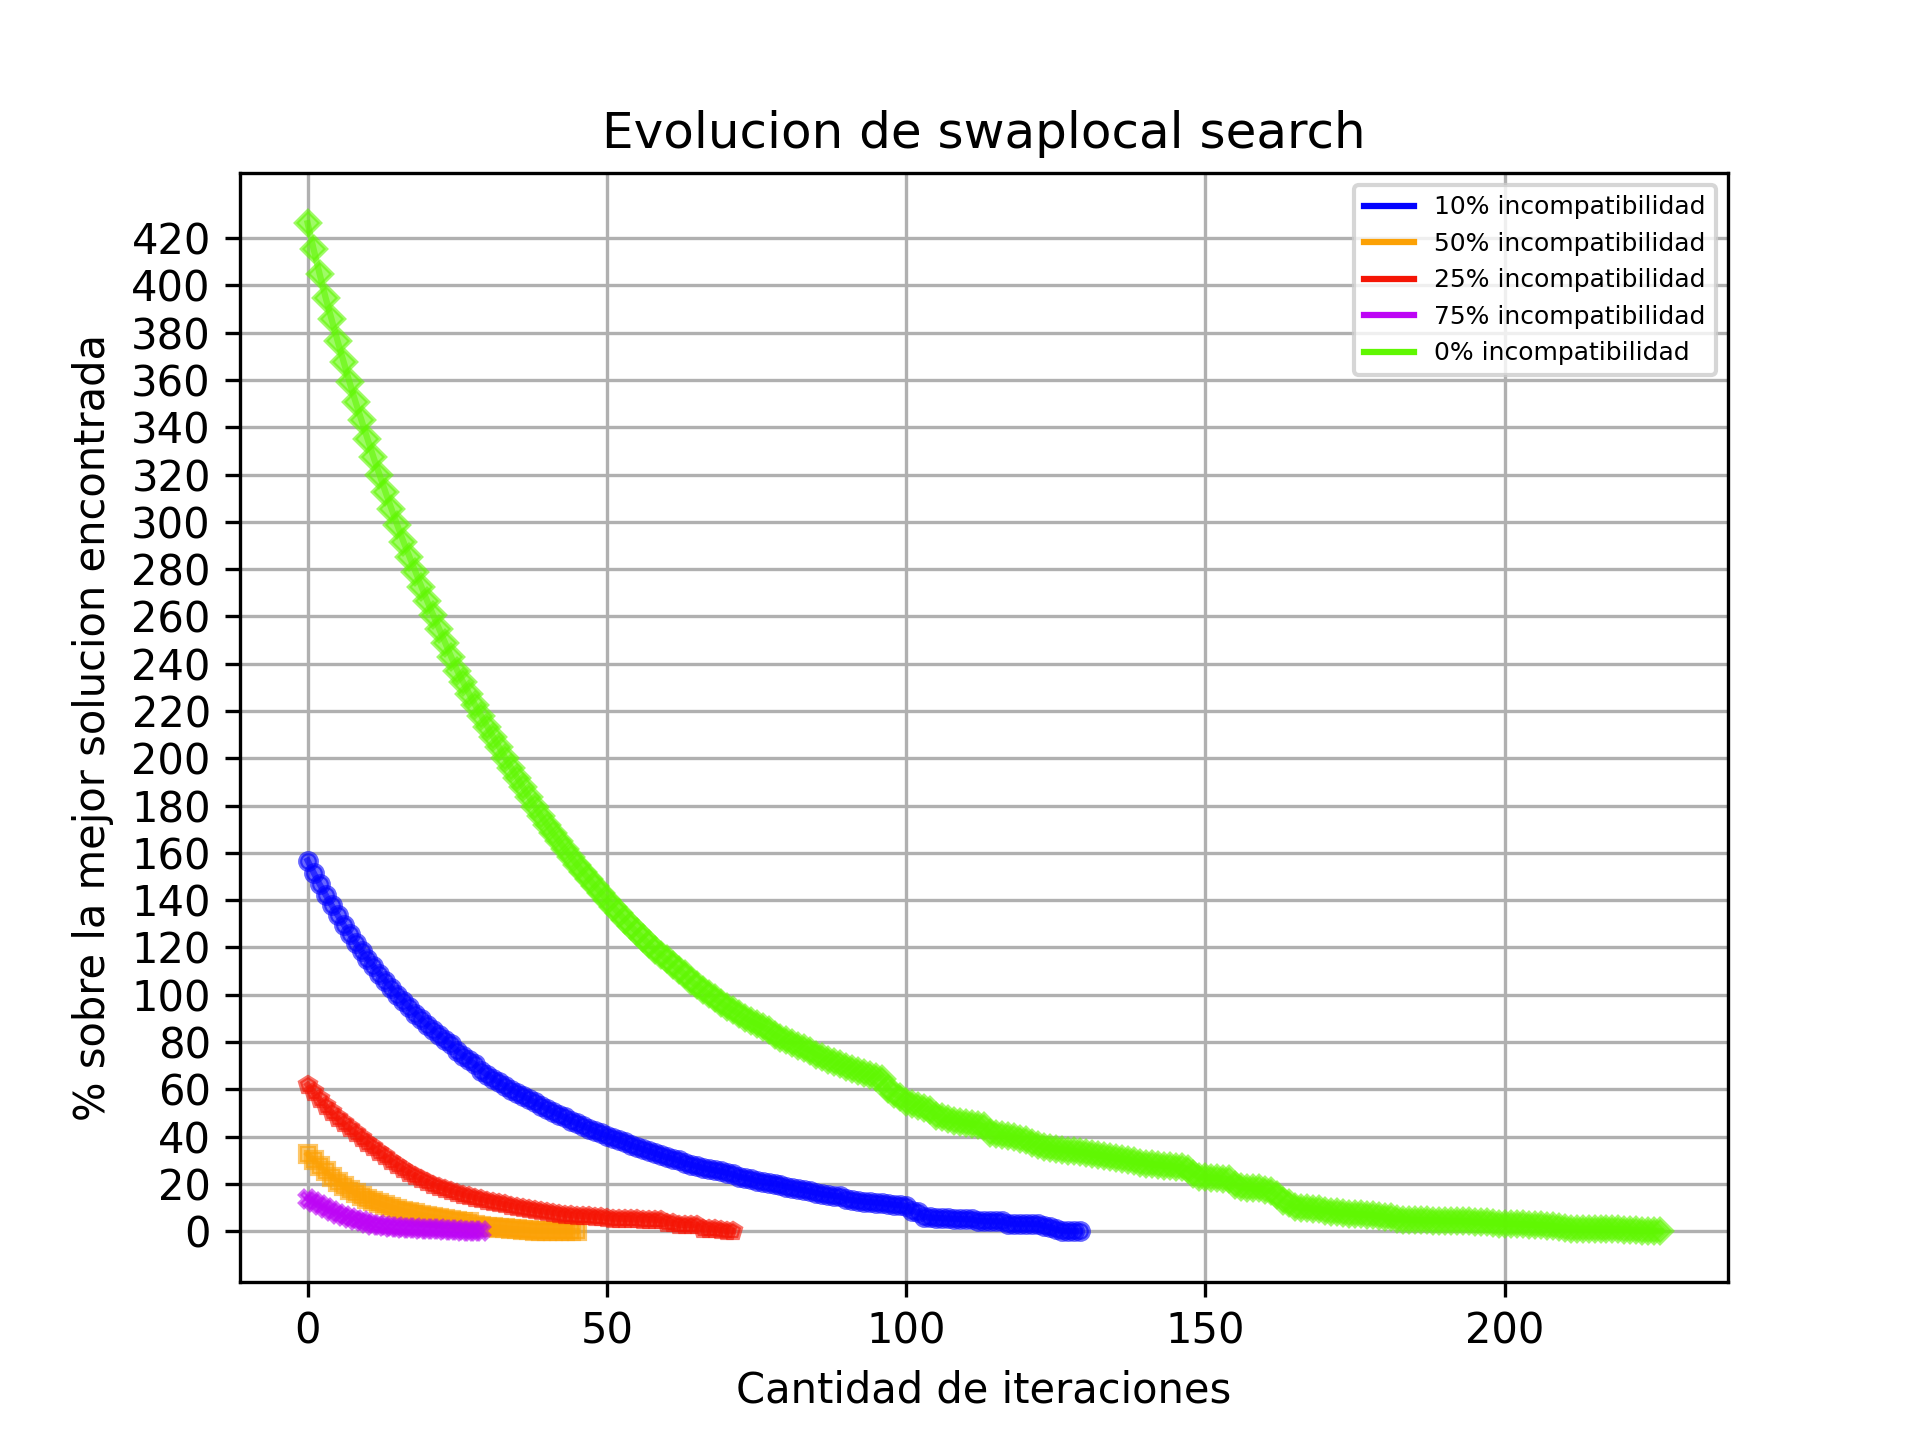 Evolucion de swaplocal search
10% incompatibilidad
50% incompatibilidad
25% incompatibilidad
75% incompatibilidad
0% incompatibilidad
% sobre la mejor solucion encontrada
420
400
380
360
340
320
300
280
260
240
220
200
180
160
140
120
100
80
60
40
20
0
0 50 100 150 200
Cantidad de iteraciones